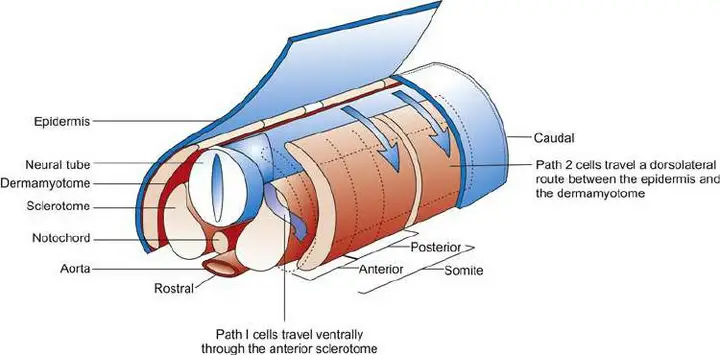 Epidermis
Neural tube
Dermamyotome
Sclerotome
Notochord
Aorta
Rostral
Caudal
Path 2 cells travel a dorsolateral
route between the epidermis and
the dermamyotome
Posterior
Anterior
Somite
Path I cells travel ventrally
through the anterior sclerotome